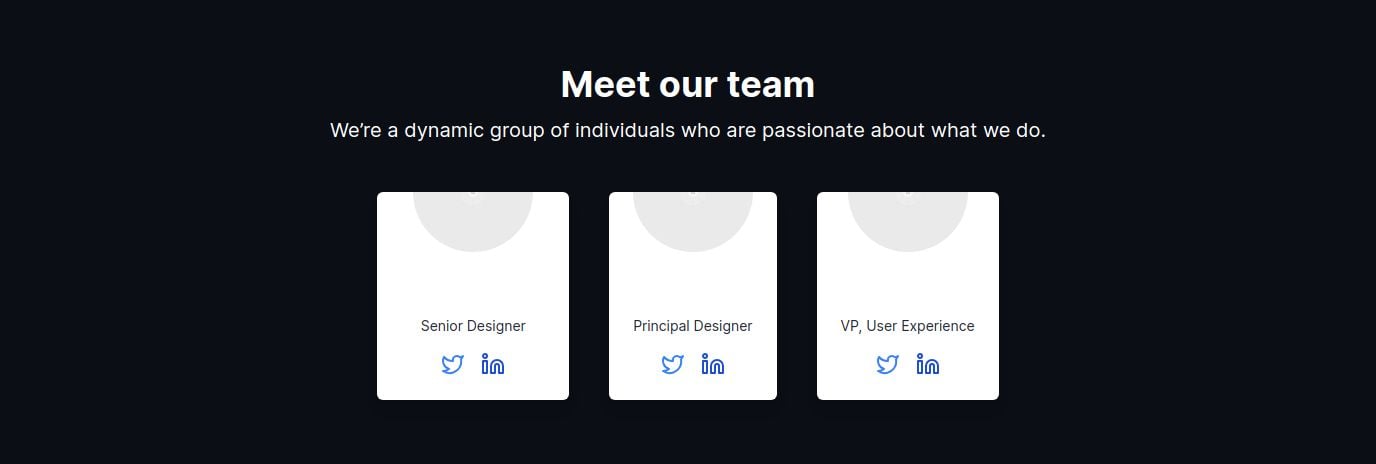 Meet our team
We’re a dynamic group of individuals who are passionate about what we do.
Senior Designer
Principal Designer
VP, User Experience